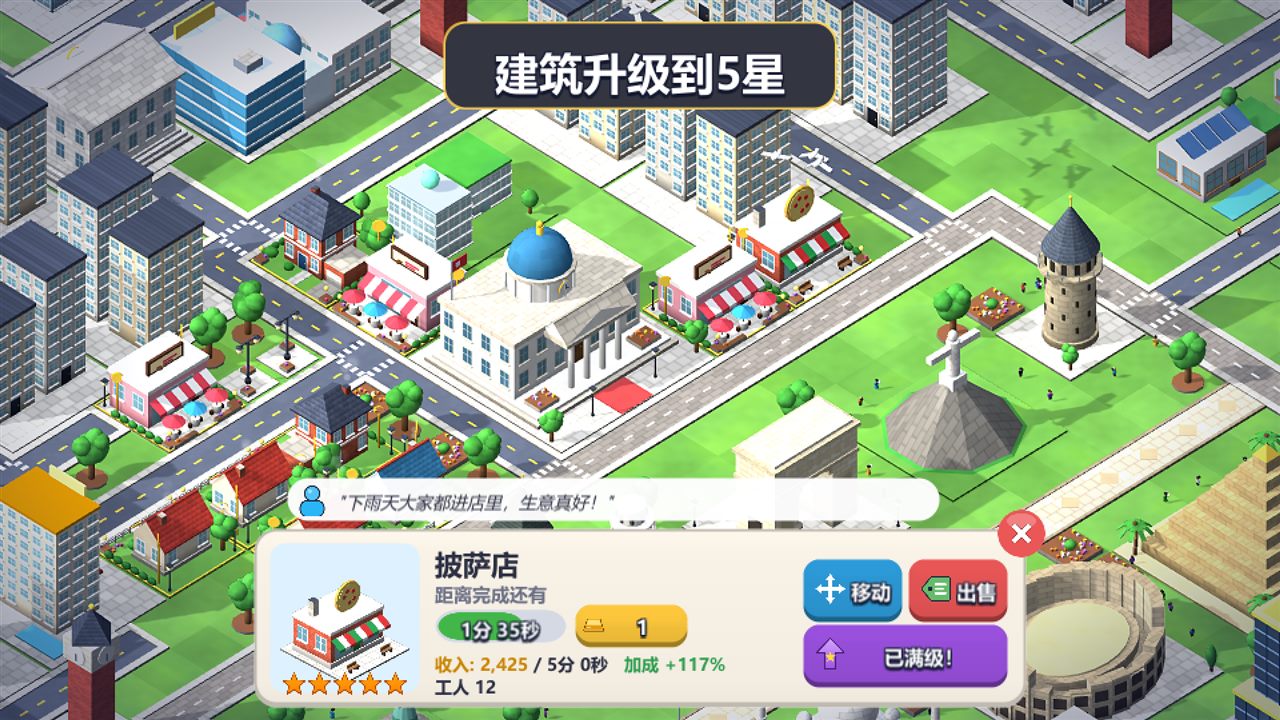 建筑升级到5星
"下雨天大家都进店里，生意真好！"
披萨店
距离完成还有
1分 35秒
1
收入: 2,425 / 5分 0秒 加成 +117%
工人 12
移动
出售
已满级!